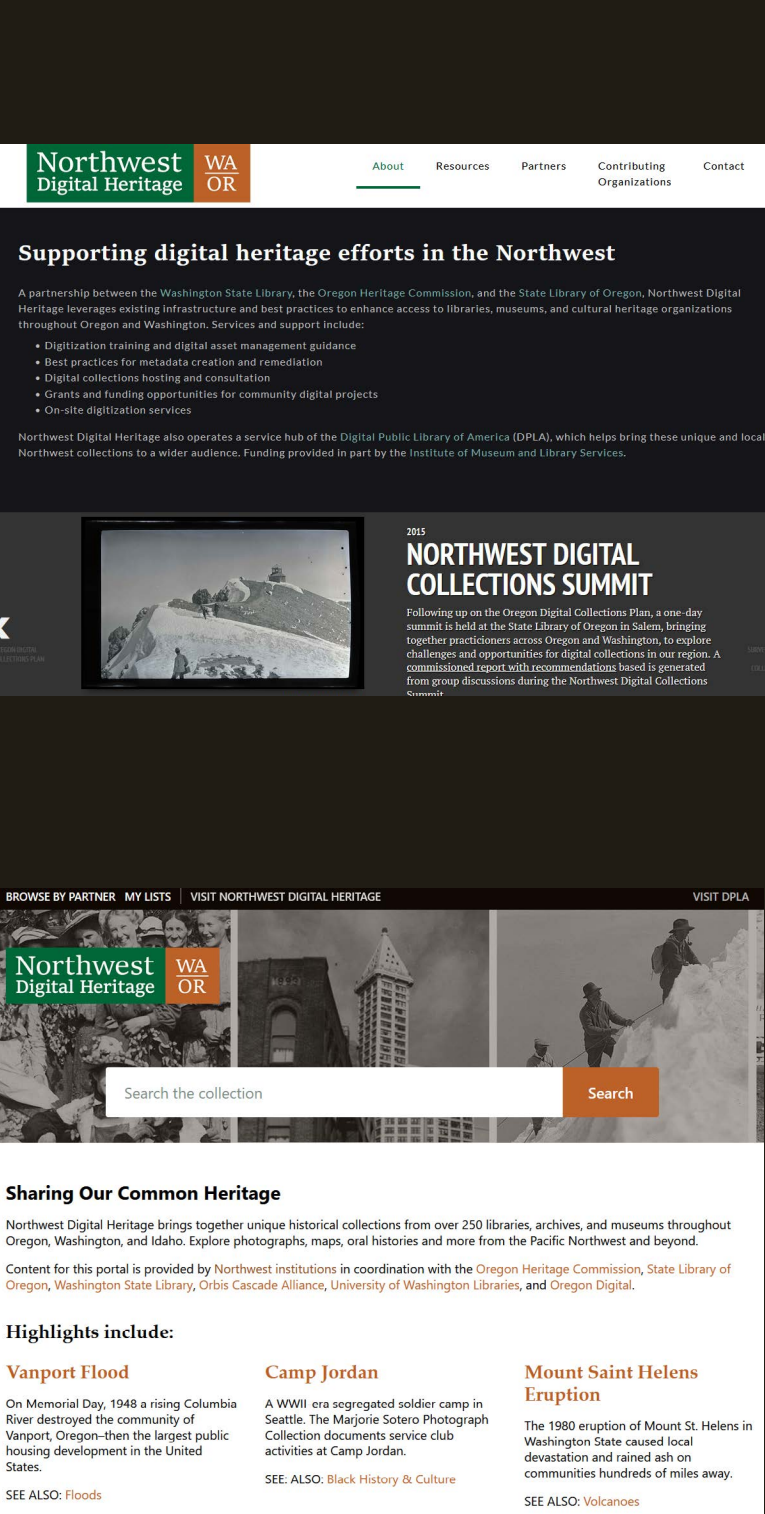 Northwest
Digital Heritage
WA
OR
About
Resources
Partners
Contributing
Organizations
Contact
Supporting digital heritage efforts in the Northwest
A partnership between the Washington State Library, the Oregon Heritage Commission, and the State Library of Oregon, Northwest Digital
Heritage leverages existing infrastructure and best practices to enhance access to libraries, museums, and cultural heritage organizations
throughout Oregon and Washington. Services and support include:
• Digitization training and digital asset management guidance
• Best practices for metadata creation and remediation
• Digital collections hosting and consultation
• Grants and funding opportunities for community digital projects
• On-site digitization services
Northwest Digital Heritage also operates a service hub of the Digital Public Library of America (DPLA), which helps bring these unique and local
Northwest collections to a wider audience. Funding provided in part by the Institute of Museum and Library Services.
2015
NORTHWEST DIGITAL
COLLECTIONS SUMMIT
Following up on the Oregon Digital Collections Plan, a one-day
summit is held at the State Library of Oregon in Salem, bringing
together practicioners across Oregon and Washington, to explore
challenges and opportunities for digital collections in our region. A
commissioned report with recommendations based is generated
from group discussions during the Northwest Digital Collections
Summit
BROWSE BY PARTNER
MY LISTS
VISIT NORTHWEST DIGITAL HERITAGE
VISIT DPLA
Northwest
Digital Heritage
WA
OR
Search the collection
Search
Sharing Our Common Heritage
Northwest Digital Heritage brings together unique historical collections from over 250 libraries, archives, and museums throughout
Oregon, Washington, and Idaho. Explore photographs, maps, oral histories and more from the Pacific Northwest and beyond.
Content for this portal is provided by Northwest institutions in coordination with the Oregon Heritage Commission, State Library of
Oregon, Washington State Library, Orbis Cascade Alliance, University of Washington Libraries, and Oregon Digital.
Highlights include:
Vanport Flood
On Memorial Day, 1948 a rising Columbia
River destroyed the community of
Vanport, Oregon–then the largest public
housing development in the United
States.
SEE ALSO: Floods
Camp Jordan
A WWII-era segregated soldier camp in
Seattle. The Marjorie Sotero Photograph
Collection documents service club
activities at Camp Jordan.
SEE: ALSO: Black History & Culture
Mount Saint Helens
Eruption
The 1980 eruption of Mount St. Helens in
Washington State caused local
devastation and rained ash on
communities hundreds of miles away.
SEE ALSO: Volcanoes